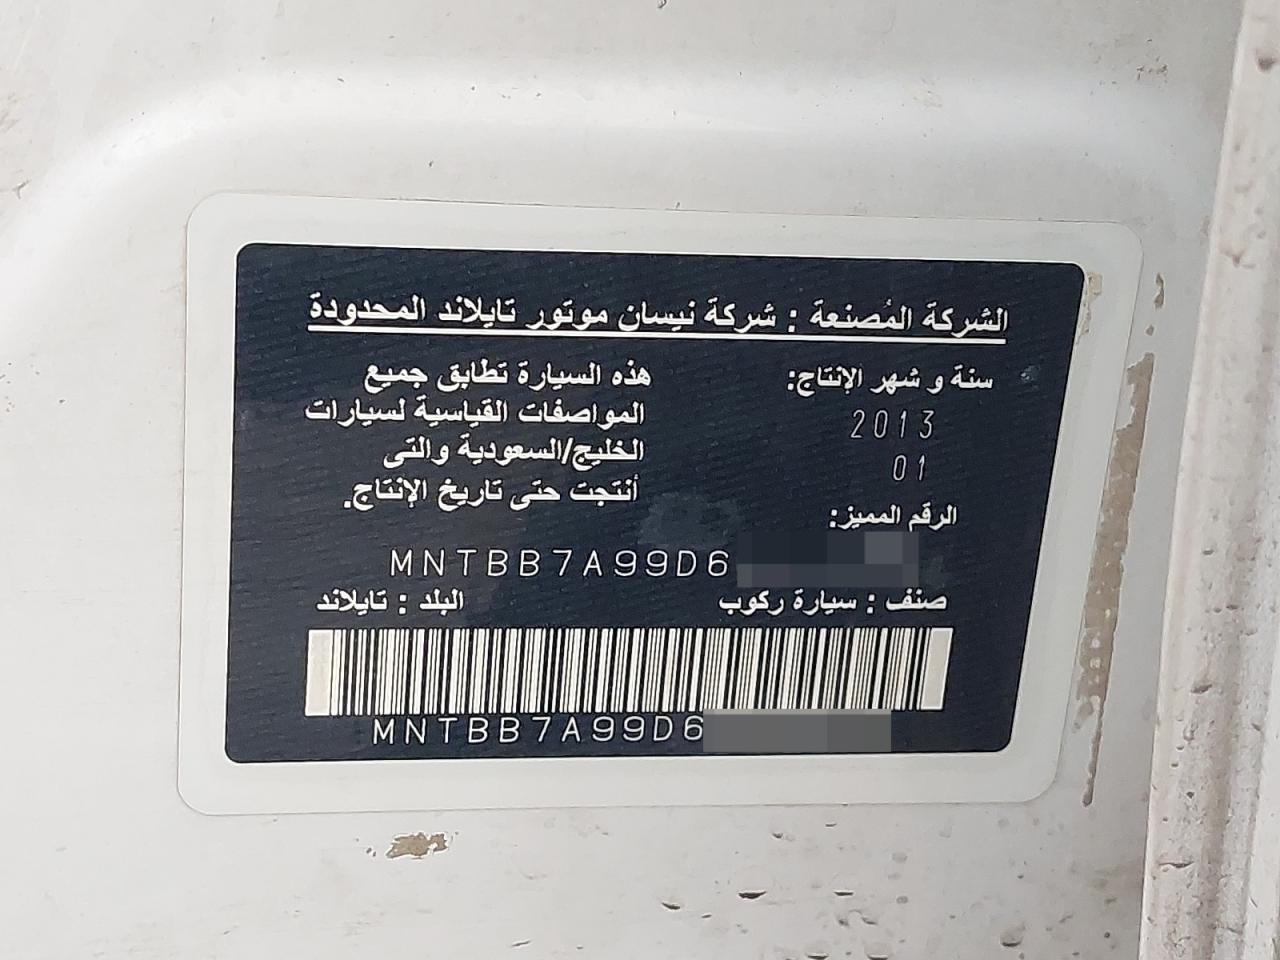 الشركة المُصنعة : شركة نيسان موتور تايلاند المحدودة
سنة و شهر الإنتاج:
2013
01
هذه السيارة تطابق جميع
المواصفات القياسية لسيارات
الخليج/السعودية والتى
أنتجت حتى تاريخ الإنتاج.
الرقم المميز:
MNTBB7A99D6
صنف : سيارة ركوب
البلد : تايلاند
MNTBB7A99D6